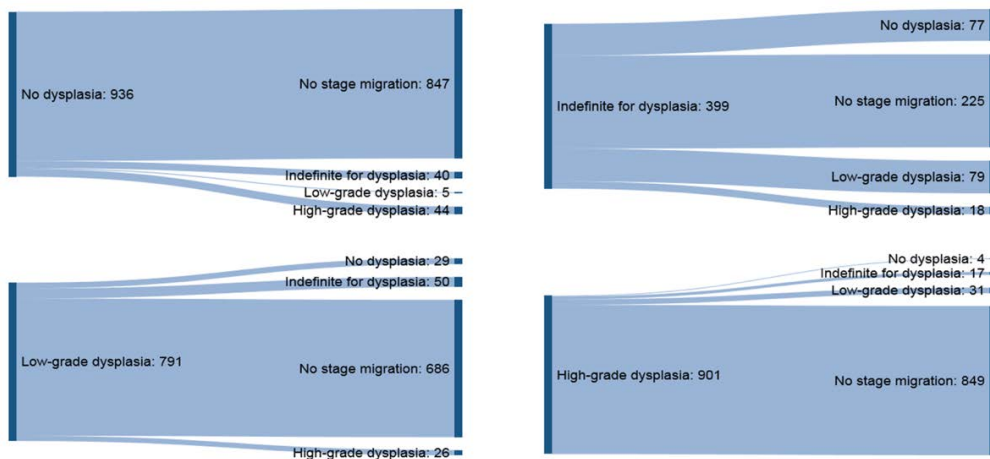 No dysplasia: 936
No stage migration: 847
Indefinite for dysplasia: 40
Low-grade dysplasia: 5
High-grade dysplasia: 44
Indefinite for dysplasia: 399
No dysplasia: 77
No stage migration: 225
Low-grade dysplasia: 79
High-grade dysplasia: 18
Low-grade dysplasia: 791
No dysplasia: 29
Indefinite for dysplasia: 50
No stage migration: 686
High-grade dysplasia: 26
High-grade dysplasia: 901
No dysplasia: 4
Indefinite for dysplasia: 17
Low-grade dysplasia: 31
No stage migration: 849